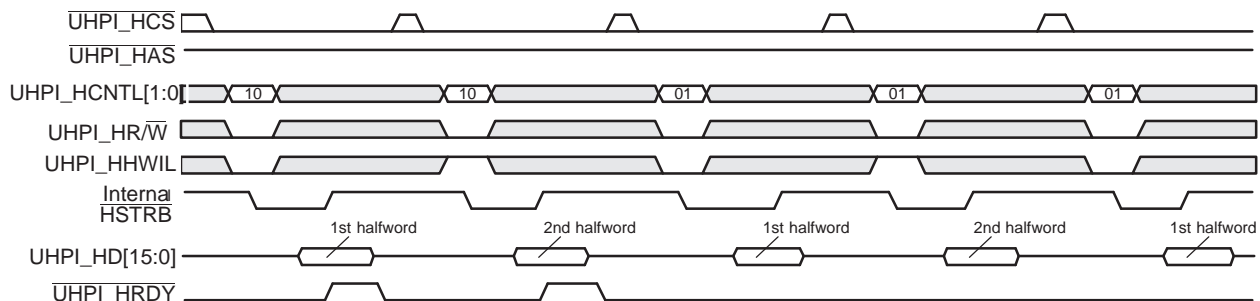 UHPI_HCS
UHPI_HAS
UHPI_HCNTL[1:0] 10 10 01 01 01
UHPI_HR/W
UHPI_HHWIL
Internal
HSTRB
1st halfword 2nd halfword 1st halfword 2nd halfword 1st halfword
UHPI_HD[15:0]
UHPI_HRDY